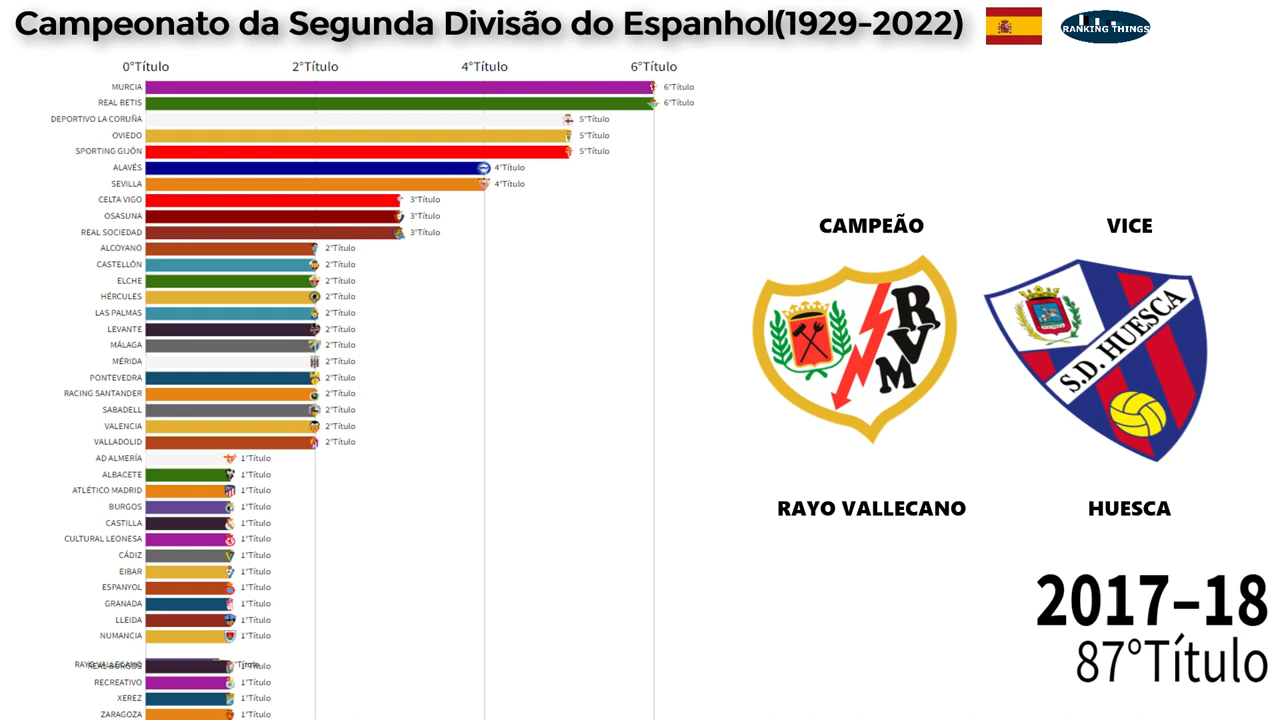 Campeonato da Segunda Divisão do Espanhol(1929-2022)
RANKING THINGS
0°Título 2°Título 4°Título 6°Título
MURCIA 6°Título
REAL BETIS 6°Título
DEPORTIVO LA CORUÑA 5°Título
OVIEDO 5°Título
SPORTING GIJÓN 5°Título
ALAVÉS 4°Título
SEVILLA 4°Título
CELTA VIGO 3°Título
OSASUNA 3°Título
REAL SOCIEDAD 3°Título
ALCOYANO 2°Título
CASTELLÓN 2°Título
ELCHE 2°Título
HÉRCULES 2°Título
LAS PALMAS 2°Título
LEVANTE 2°Título
MÁLAGA 2°Título
MÉRIDA 2°Título
PONTEVEDRA 2°Título
RACING SANTANDER 2°Título
SABADELL 2°Título
VALENCIA 2°Título
VALLADOLID 2°Título
AD ALMERÍA 1°Título
ALBACETE 1°Título
ATLÉTICO MADRID 1°Título
BURGOS 1°Título
CASTILLA 1°Título
CULTURAL LEONESA 1°Título
CÁDIZ 1°Título
EIBAR 1°Título
ESPANYOL 1°Título
GRANADA 1°Título
LLEIDA 1°Título
NUMANCIA 1°Título
RAYO VALLECANO
REAL BURGOS 1°Título
RECREATIVO 1°Título
XEREZ 1°Título
ZARAGOZA 1°Título
CAMPEÃO VICE
RVM
S.D. HUESCA
RAYO VALLECANO HUESCA
2017-18
87°Título